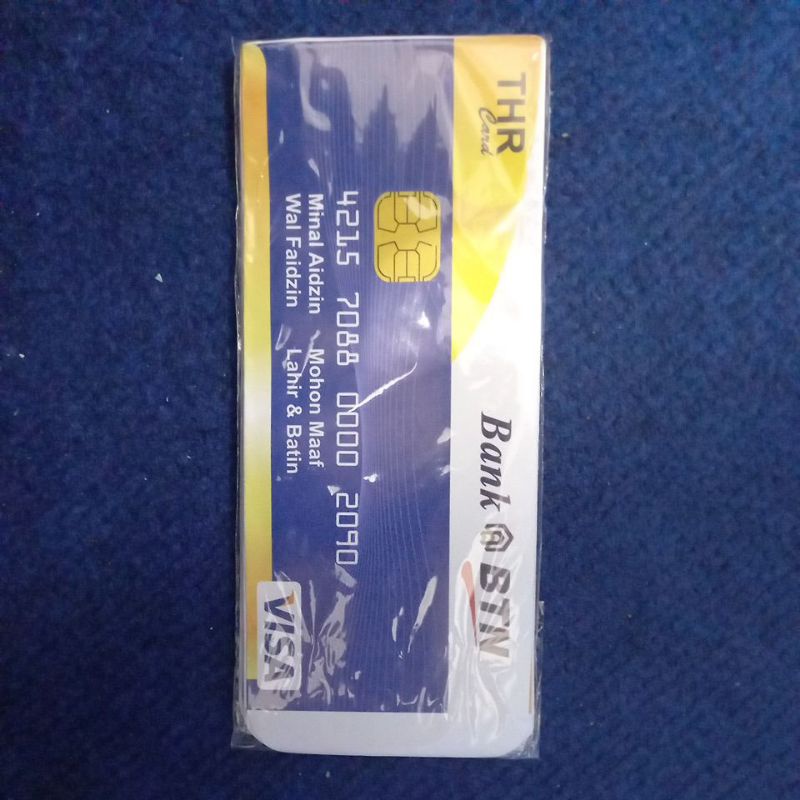 THR
Card
Bank BTN
4215 7088 0000 2090
Minal Aidzin Mohon Maaf
Wal Faidzin Lahir & Batin
VISA